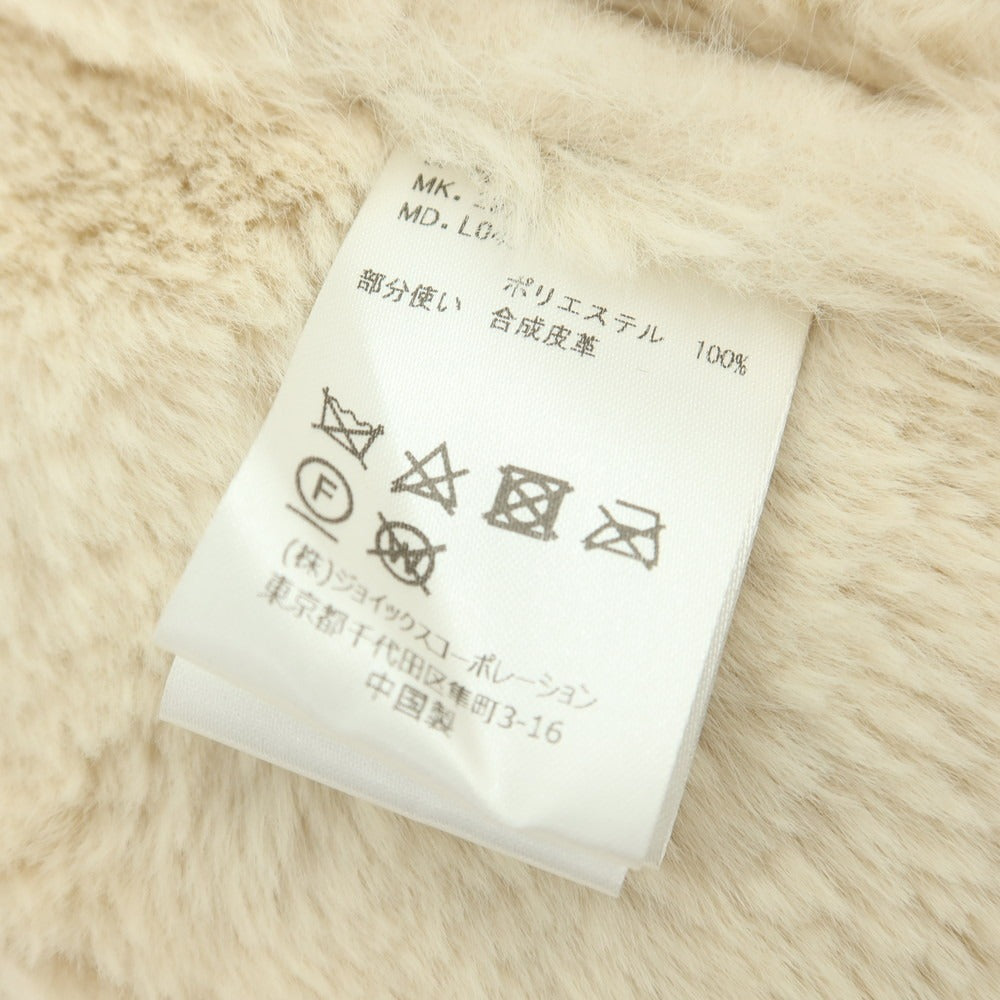 MK.
MD.L04
ポリエステル 100%
部分使い 合成皮革
F
W
(株)ジョイックスコーポレーション
東京都千代田区隼町3-16
中国製